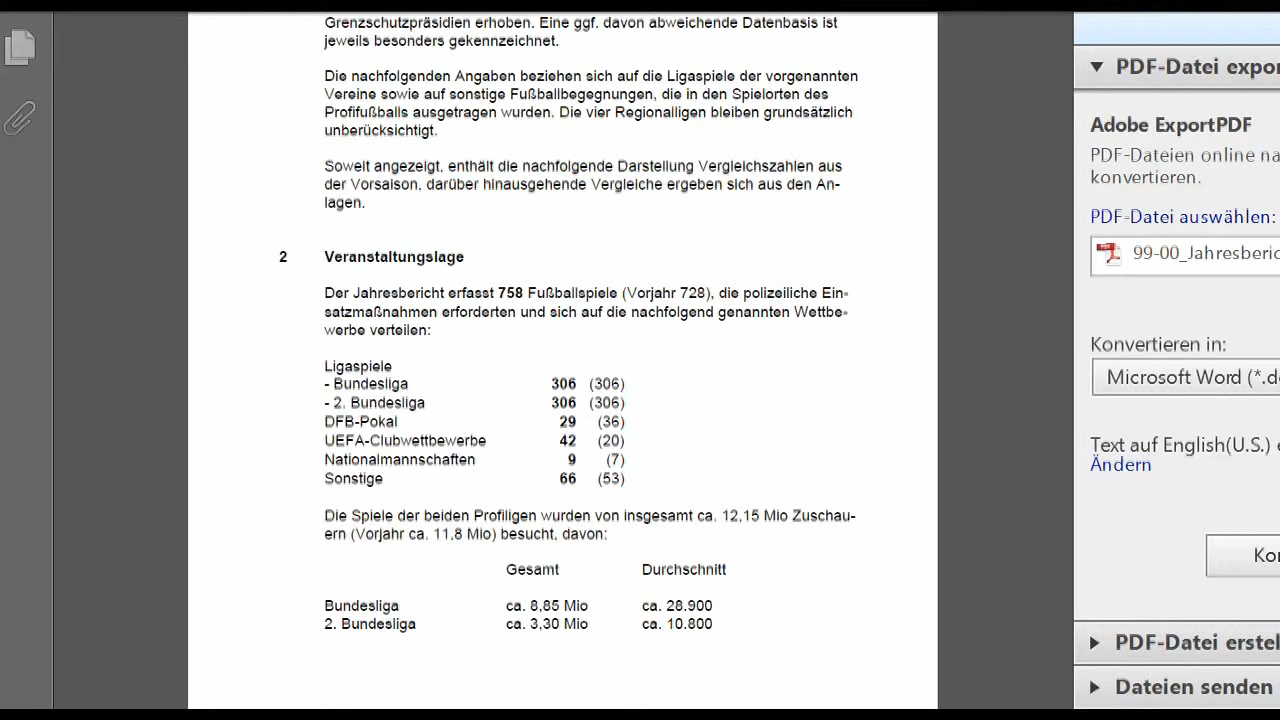 Grenzschutzpräsidien erhoben. Eine ggf. davon abweichende Datenbasis ist
jeweils besonders gekennzeichnet.
Die nachfolgenden Angaben beziehen sich auf die Ligaspiele der vorgenannten
Vereine sowie auf sonstige Fußballbegegnungen, die in den Spielorten des
Profifußballs ausgetragen wurden. Die vier Regionalligen bleiben grundsätzlich
unberücksichtigt.
Soweit angezeigt, enthält die nachfolgende Darstellung Vergleichszahlen aus
der Vorsaison, darüber hinausgehende Vergleiche ergeben sich aus den An-
lagen.
2 Veranstaltungslage
Der Jahresbericht erfasst 758 Fußballspiele (Vorjahr 728), die polizeiliche Ein-
satzmaßnahmen erforderten und sich auf die nachfolgend genannten Wettbe-
werbe verteilen:
Ligaspiele
- Bundesliga 306 (306)
- 2. Bundesliga 306 (306)
DFB-Pokal 29 (36)
UEFA-Clubwettbewerbe 42 (20)
Nationalmannschaften 9 (7)
Sonstige 66 (53)
Die Spiele der beiden Profiligen wurden von insgesamt ca. 12,15 Mio Zuschau-
ern (Vorjahr ca. 11,8 Mio) besucht, davon:
Gesamt Durchschnitt
Bundesliga ca. 8,85 Mio ca. 28.900
2. Bundesliga ca. 3,30 Mio ca. 10.800
PDF-Datei expor
Adobe ExportPDF
PDF-Dateien online na
konvertieren.
PDF-Datei auswählen:
99-00_Jahresberic
Konvertieren in:
Microsoft Word (*.do
Text auf English(U.S.) e
Ändern
Kon
PDF-Datei erstel
Dateien senden